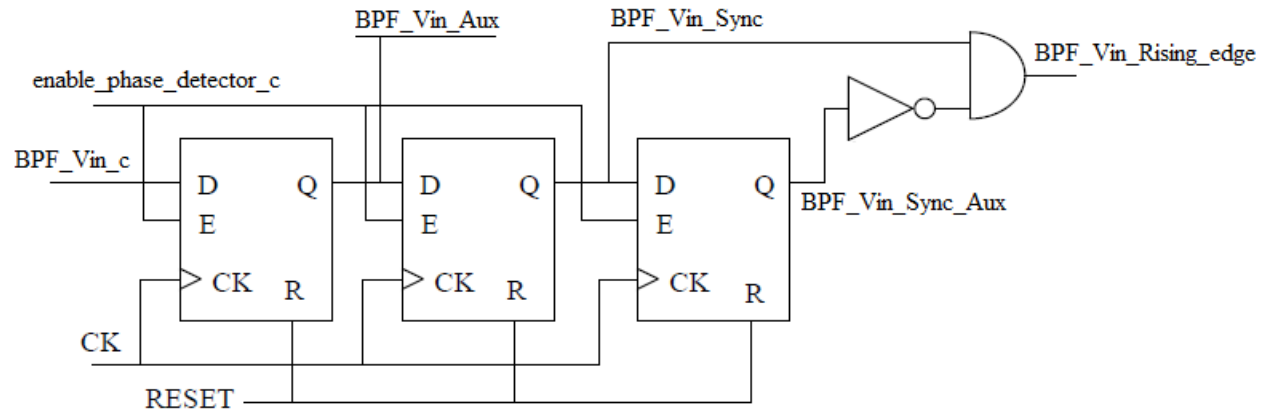 BPF_Vin_Aux
BPF_Vin_Sync
BPF_Vin_Rising_edge
enable_phase_detector_c
BPF_Vin_c
D Q
E
CK R
D Q
E
CK R
D Q
E
CK R
BPF_Vin_Sync_Aux
CK
RESET